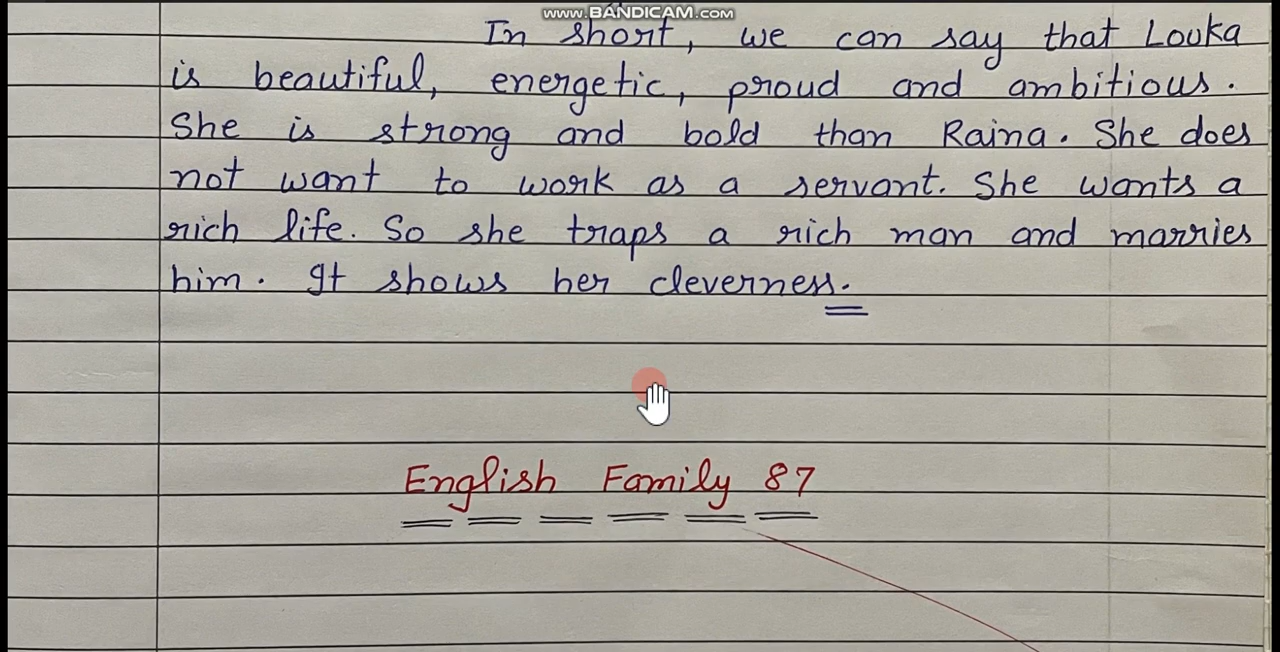 www.BANDICAM.com
In short, we can say that Louka
is beautiful, energetic, proud and ambitious.
She is strong and bold than Raina. She does
not want to work as a servant. She wants a
rich life. So she traps a rich man and marries
him. It shows her cleverness.
English Family 87